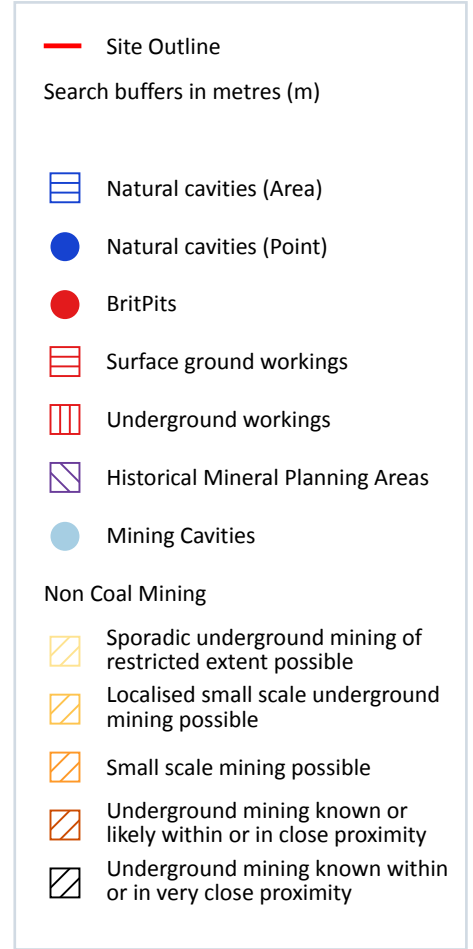 Site Outline
Search buffers in metres (m)
Natural cavities (Area)
Natural cavities (Point)
BritPits
Surface ground workings
Underground workings
Historical Mineral Planning Areas
Mining Cavities
Non Coal Mining
Sporadic underground mining of
restricted extent possible
Localised small scale underground
mining possible
Small scale mining possible
Underground mining known or
likely within or in close proximity
Underground mining known within
or in very close proximity